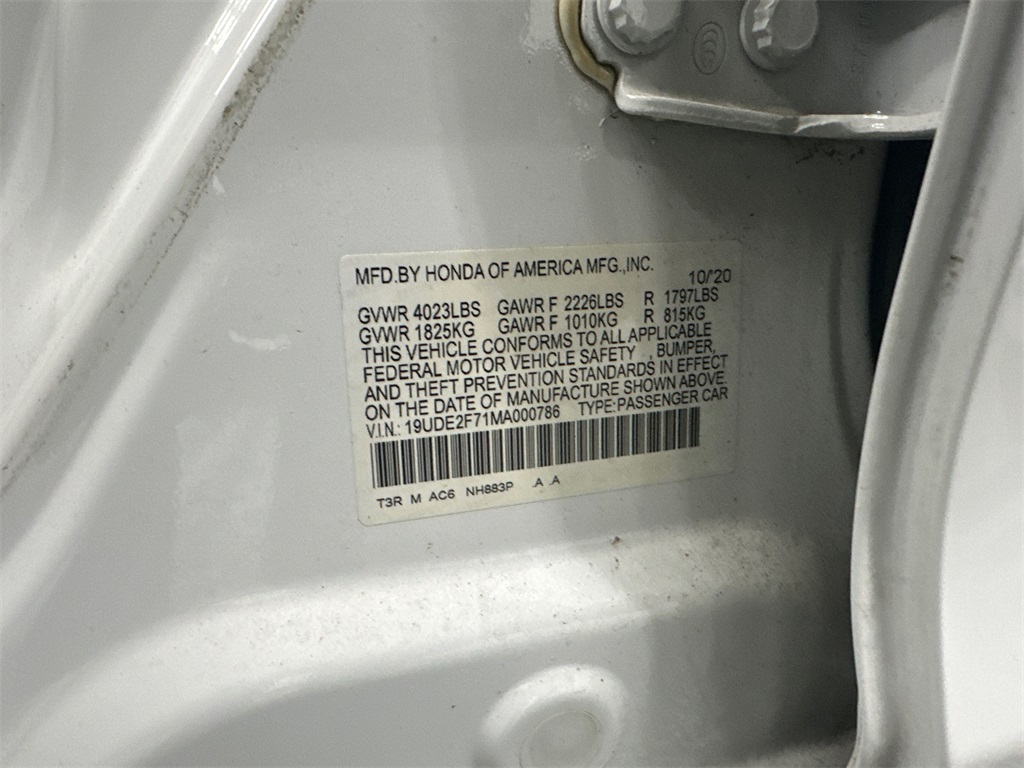 MFD.BY HONDA OF AMERICA MFG.,INC. 10/'20
GVWR 4023LBS GAWR F 2226LBS R 1797LBS
GVWR 1825KG GAWR F 1010KG R 815KG
THIS VEHICLE CONFORMS TO ALL APPLICABLE
FEDERAL MOTOR VEHICLE SAFETY , BUMPER,
AND THEFT PREVENTION STANDARDS IN EFFECT
ON THE DATE OF MANUFACTURE SHOWN ABOVE.
V.I.N.: 19UDE2F71MA000786 TYPE:PASSENGER CAR
T3R M AC6 NH883P .A .A